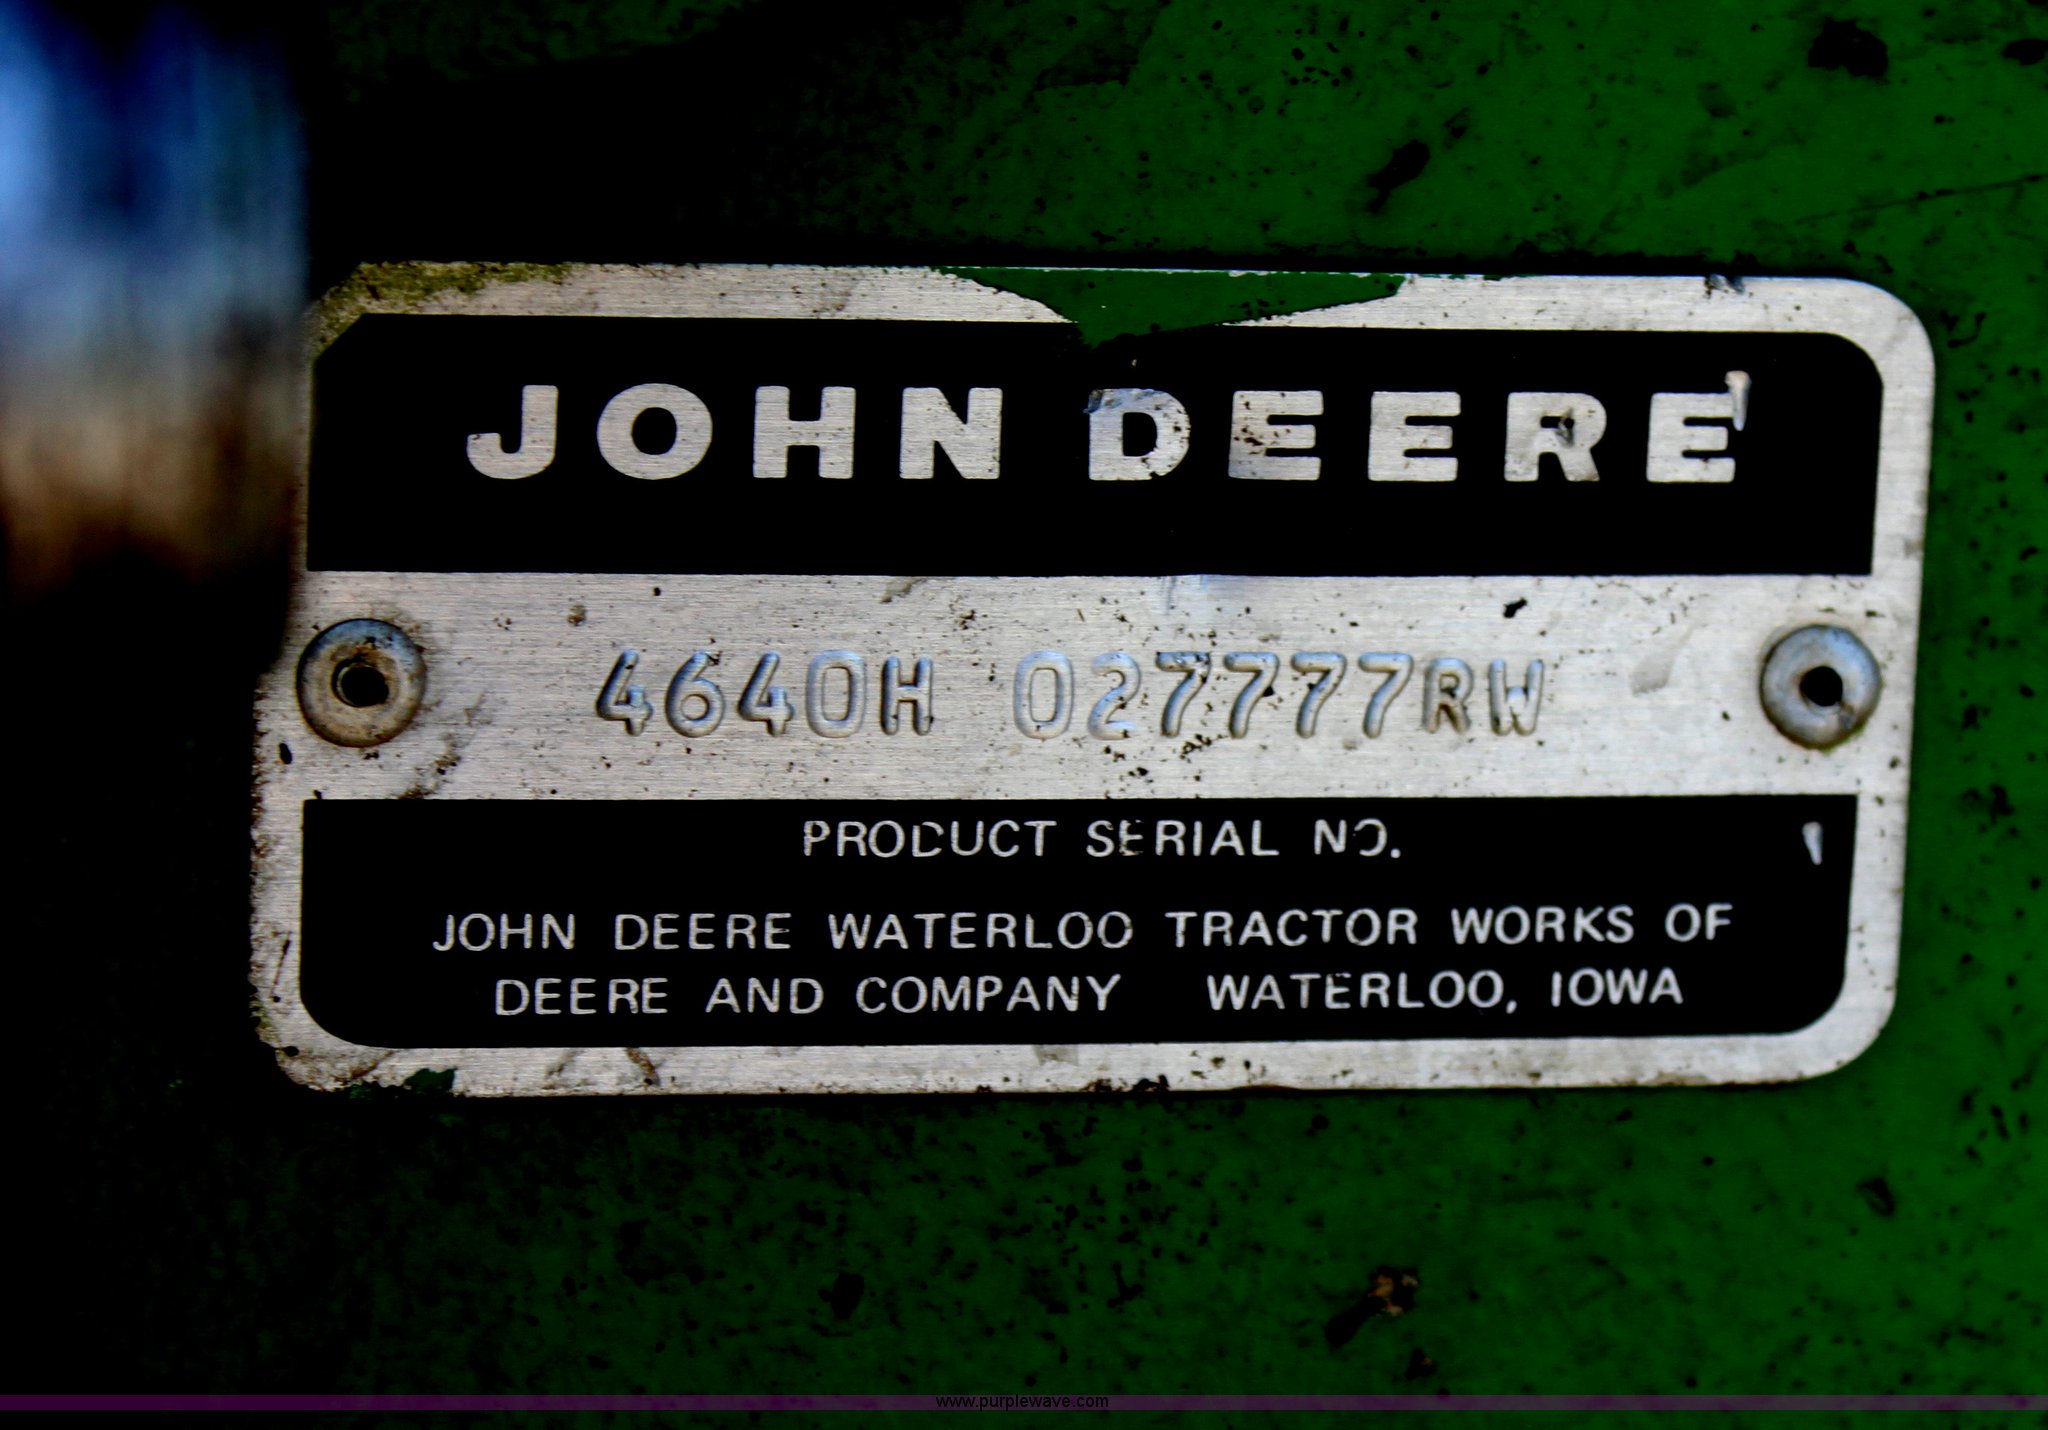 JOHN DEERE
4640H 027777RW
PRODUCT SERIAL NO.
JOHN DEERE WATERLOO TRACTOR WORKS OF
DEERE AND COMPANY WATERLOO, IOWA
www.purplewave.com